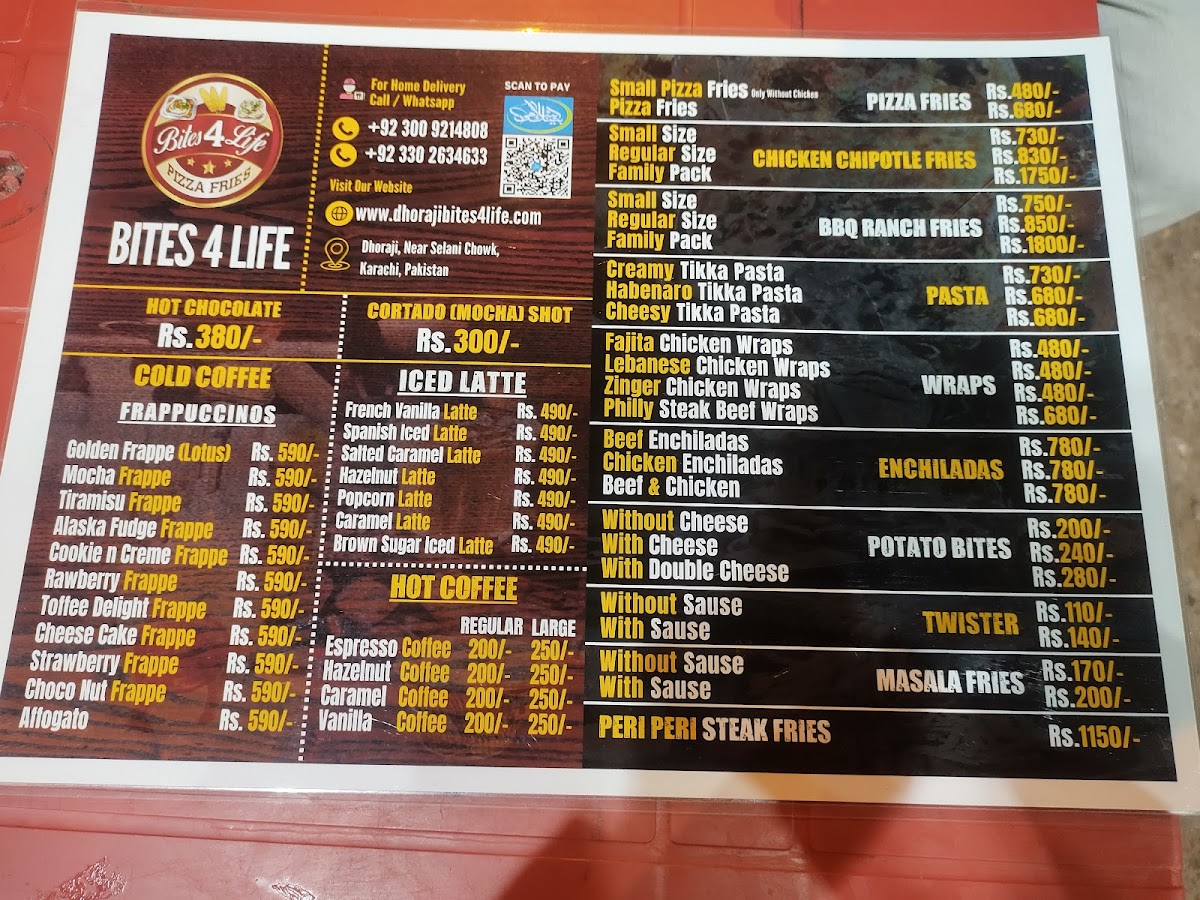 Bites 4 Life
PIZZA FRIES
BITES 4 LIFE
For Home Delivery
Call / Whatsapp
+92 300 9214808
+92 330 2634633
Visit Our Website
www.dhorajibites4life.com
Dhoraji, Near Selani Chowk,
Karachi, Pakistan
SCAN TO PAY
HOT CHOCOLATE
Rs. 380/-
CORTADO (MOCHA) SHOT
Rs. 300/-
COLD COFFEE
FRAPPUCCINOS
Golden Frappe (Lotus) Rs. 590/-
Mocha Frappe Rs. 590/-
Tiramisu Frappe Rs. 590/-
Alaska Fudge Frappe Rs. 590/-
Cookie n Creme Frappe Rs. 590/-
Rawberry Frappe Rs. 590/-
Toffee Delight Frappe Rs. 590/-
Cheese Cake Frappe Rs. 590/-
Strawberry Frappe Rs. 590/-
Choco Nut Frappe Rs. 590/-
Affogato Rs. 590/-
ICED LATTE
French Vanilla Latte Rs. 490/-
Spanish Iced Latte Rs. 490/-
Salted Caramel Latte Rs. 490/-
Hazelnut Latte Rs. 490/-
Popcorn Latte Rs. 490/-
Caramel Latte Rs. 490/-
Brown Sugar Iced Latte Rs. 490/-
HOT COFFEE
REGULAR LARGE
Espresso Coffee 200/- 250/-
Hazelnut Coffee 200/- 250/-
Caramel Coffee 200/- 250/-
Vanilla Coffee 200/- 250/-
PIZZA FRIES
Small Pizza Fries Only Without Chicken Rs.480/-
Pizza Fries Rs.680/-
CHICKEN CHIPOTLE FRIES
Small Size Rs.730/-
Regular Size Rs.830/-
Family Pack Rs.1750/-
BBQ RANCH FRIES
Small Size Rs.750/-
Regular Size Rs.850/-
Family Pack Rs.1800/-
PASTA
Creamy Tikka Pasta Rs.730/-
Habenaro Tikka Pasta Rs.680/-
Cheesy Tikka Pasta Rs.680/-
WRAPS
Fajita Chicken Wraps Rs.480/-
Lebanese Chicken Wraps Rs.480/-
Zinger Chicken Wraps Rs.480/-
Philly Steak Beef Wraps Rs.680/-
ENCHILADAS
Beef Enchiladas Rs.780/-
Chicken Enchiladas Rs.780/-
Beef & Chicken Rs.780/-
POTATO BITES
Without Cheese Rs.200/-
With Cheese Rs.240/-
With Double Cheese Rs.280/-
TWISTER
Without Sause Rs.110/-
With Sause Rs.140/-
MASALA FRIES
Without Sause Rs.170/-
With Sause Rs.200/-
PERI PERI STEAK FRIES Rs.1150/-